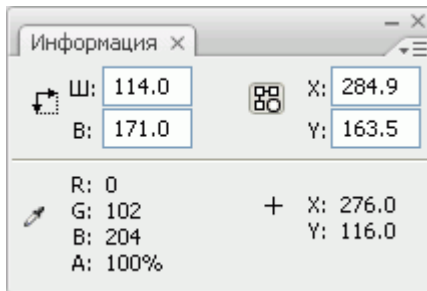 Информация ×
Ш: 114.0 X: 284.9
В: 171.0 Y: 163.5
R: 0
G: 102 X: 276.0
B: 204 Y: 116.0
A: 100%